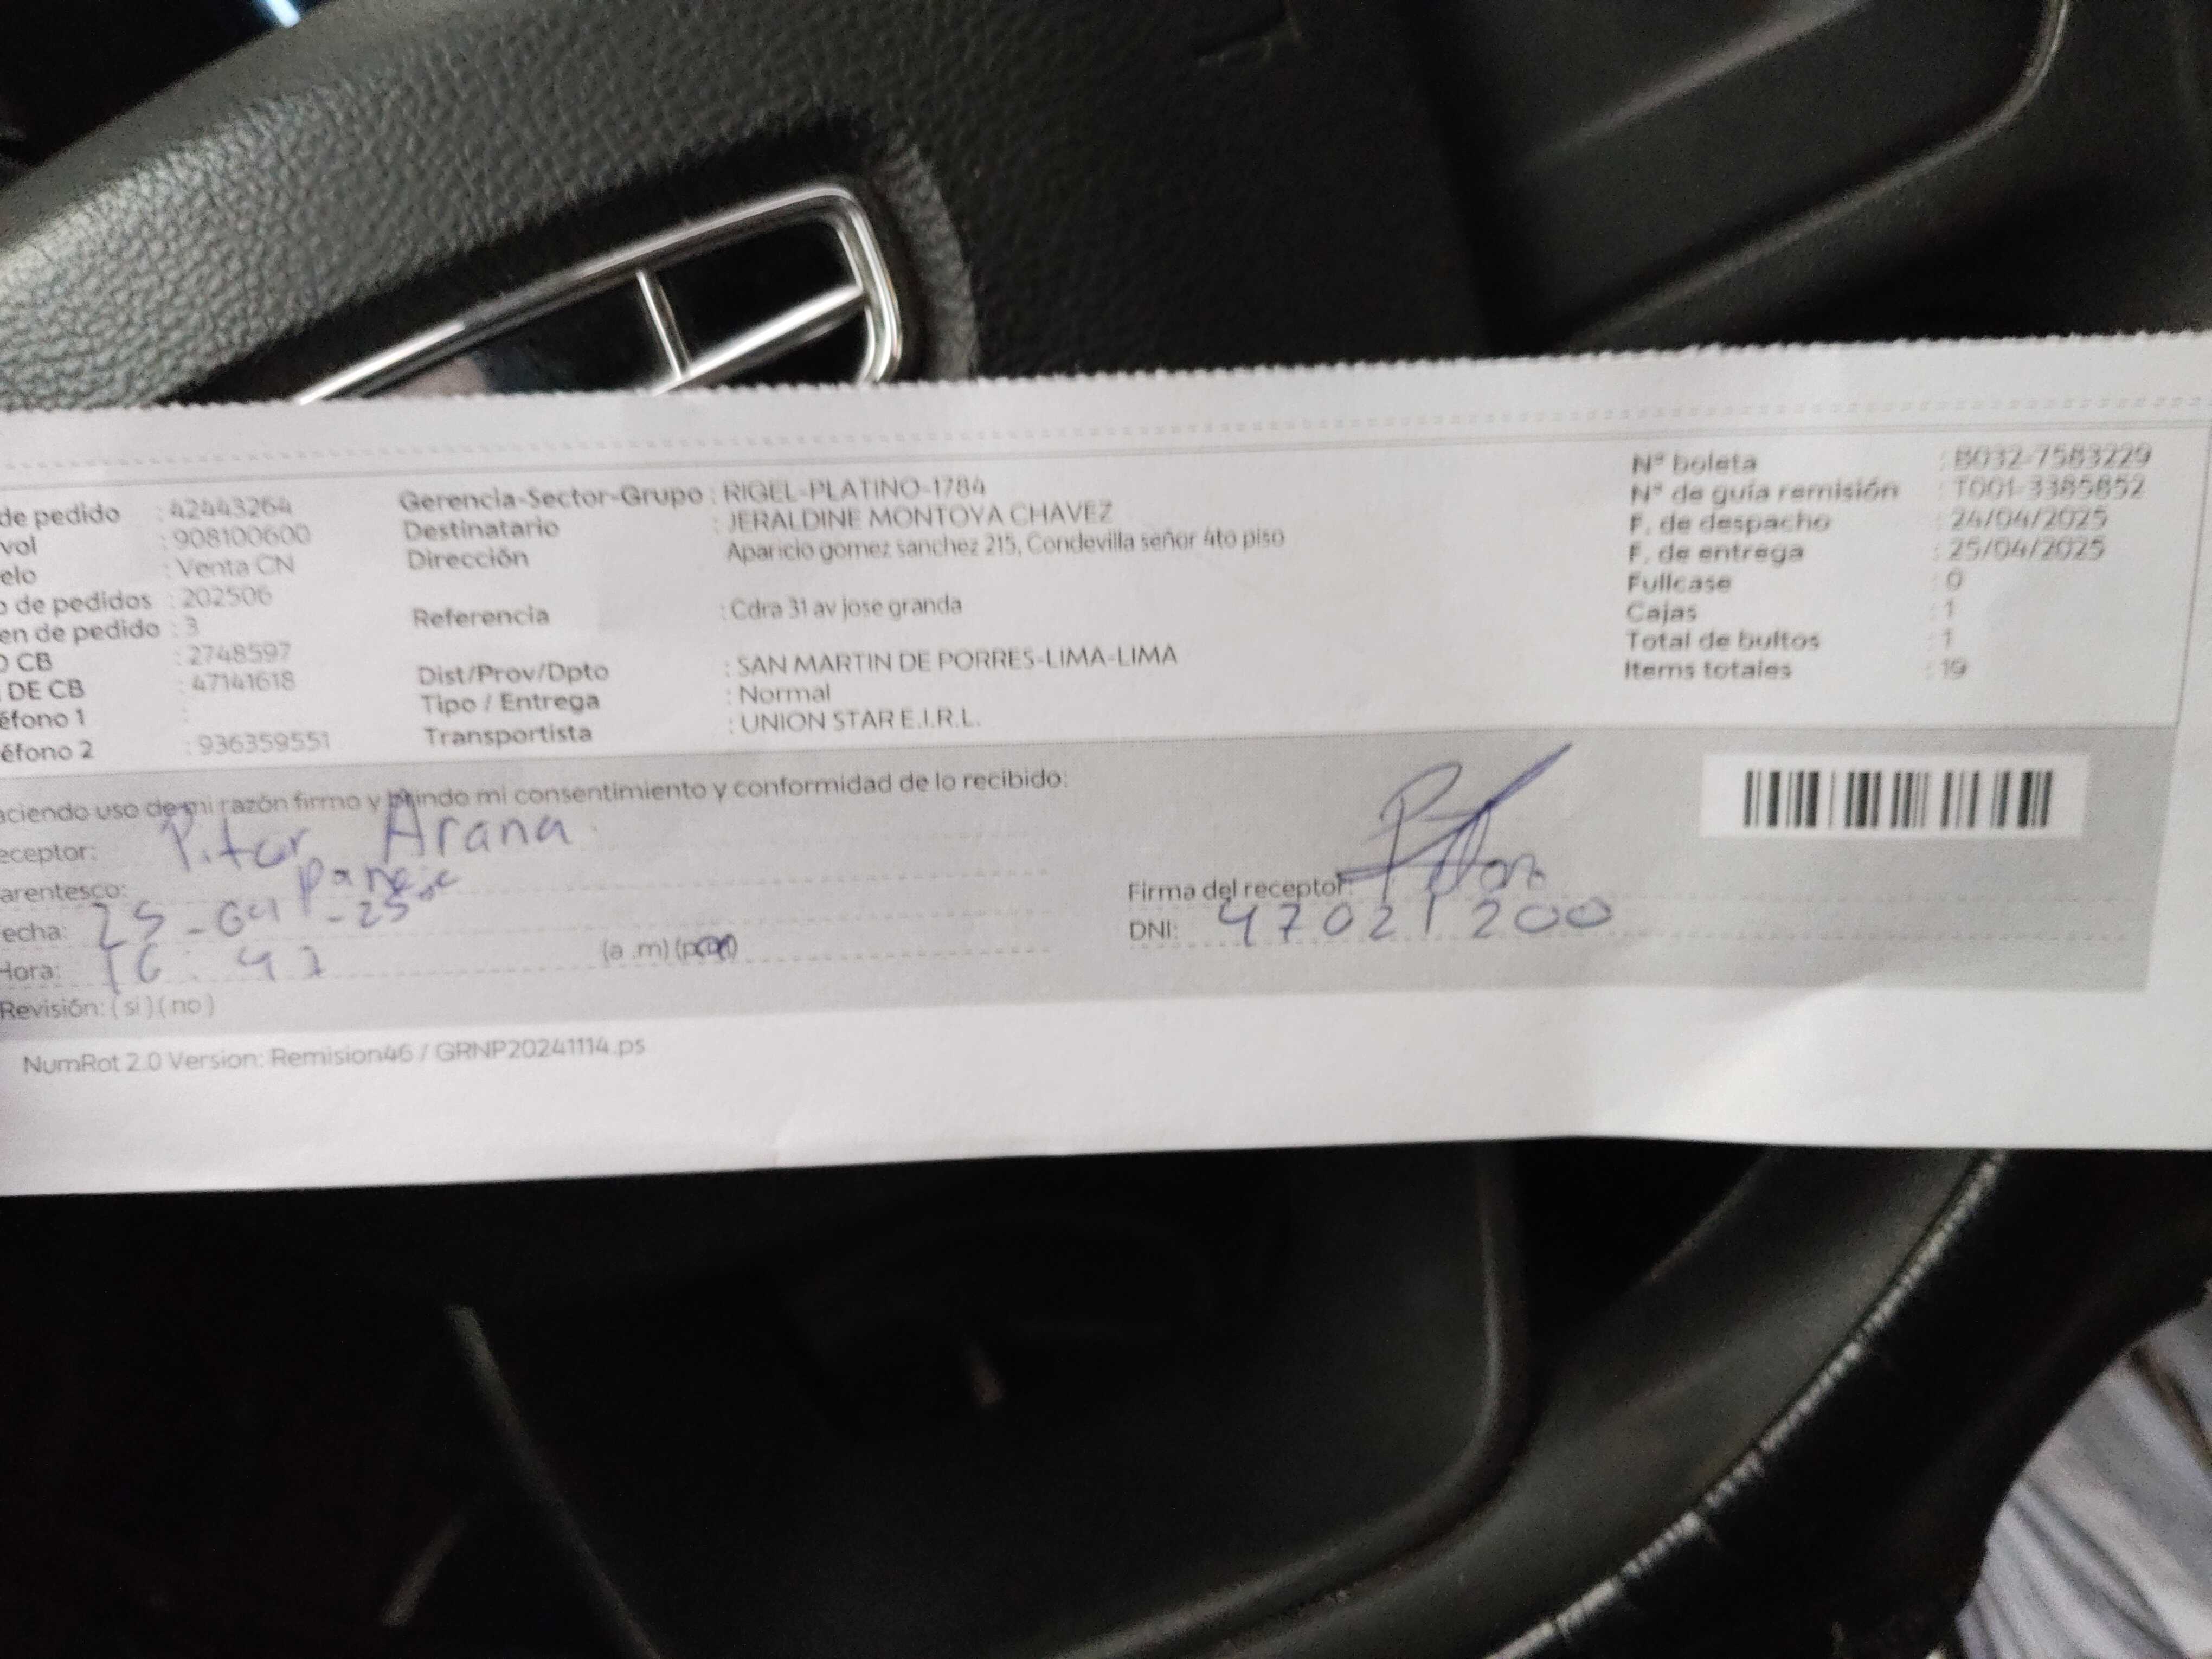 de pedido : 42443264
vol : 908100600
elo : Venta CN
o de pedidos : 202506
en de pedido : 3
O CB : 2748597
DE CB : 47141618
éfono 1 :
éfono 2 : 936359551
Gerencia-Sector-Grupo : RIGEL-PLATINO-1784
Destinatario : JERALDINE MONTOYA CHAVEZ
Dirección Aparicio gomez sanchez 215, Condevilla señor 4to piso
Referencia : Cdra 31 av jose granda
Dist/Prov/Dpto : SAN MARTIN DE PORRES-LIMA-LIMA
Tipo / Entrega : Normal
Transportista : UNION STAR E.I.R.L.
N° boleta : B032-7583229
N° de guía remisión : T001-3385852
F. de despacho : 24/04/2025
F. de entrega : 25/04/2025
Fullcase : 0
Cajas : 1
Total de bultos : 1
Items totales : 19
aciendo uso de mi razón firmo y brindo mi consentimiento y conformidad de lo recibido:
eceptor: Piter Arana
arentesco: Pareja
echa: 25-04-25
Hora: 16:41 (a .m) (p.m)
Revisión: ( si ) ( no )
Firma del receptor:
DNI: 47021200
NumRot 2.0 Version: Remision46 / GRNP20241114.ps